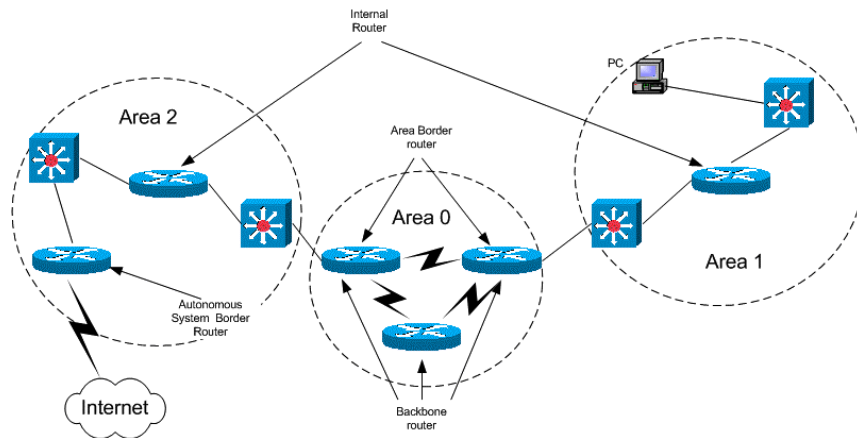 Internal
Router
PC
Area 2
Area Border
router
Area 0
Area 1
Autonomous
System Border
Router
Internet
Backbone
router